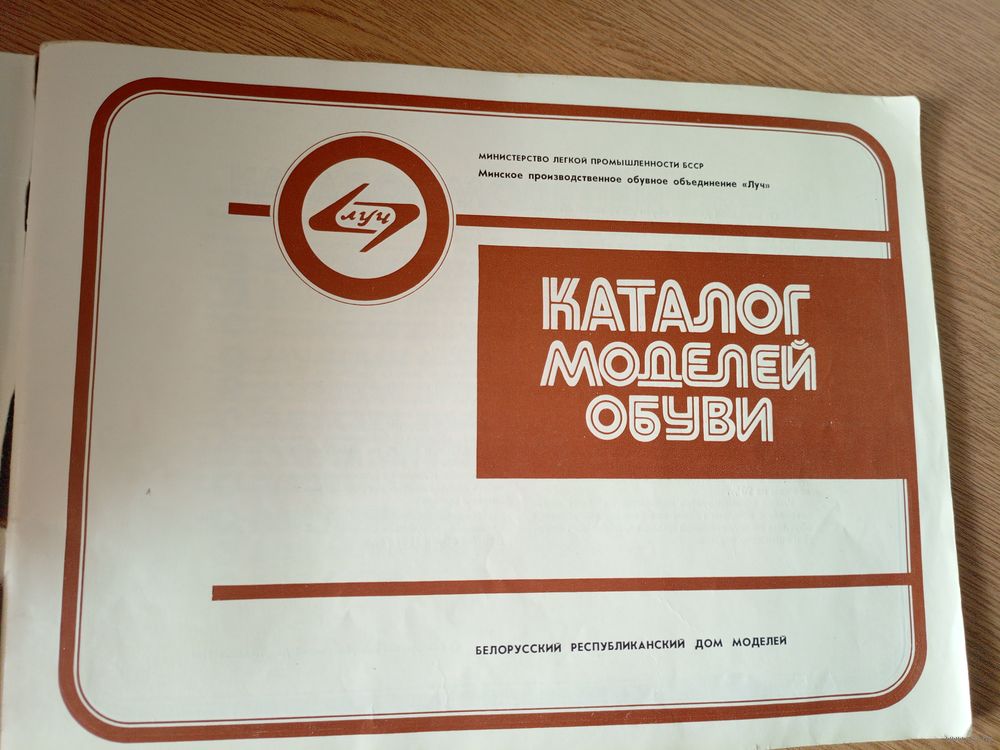 МИНИСТЕРСТВО ЛЕГКОЙ ПРОМЫШЛЕННОСТИ БССР
Минское производственное обувное объединение «Луч»
луч
КАТАЛОГ
МОДЕЛЕЙ
ОБУВИ
БЕЛОРУССКИЙ РЕСПУБЛИКАНСКИЙ ДОМ МОДЕЛЕЙ